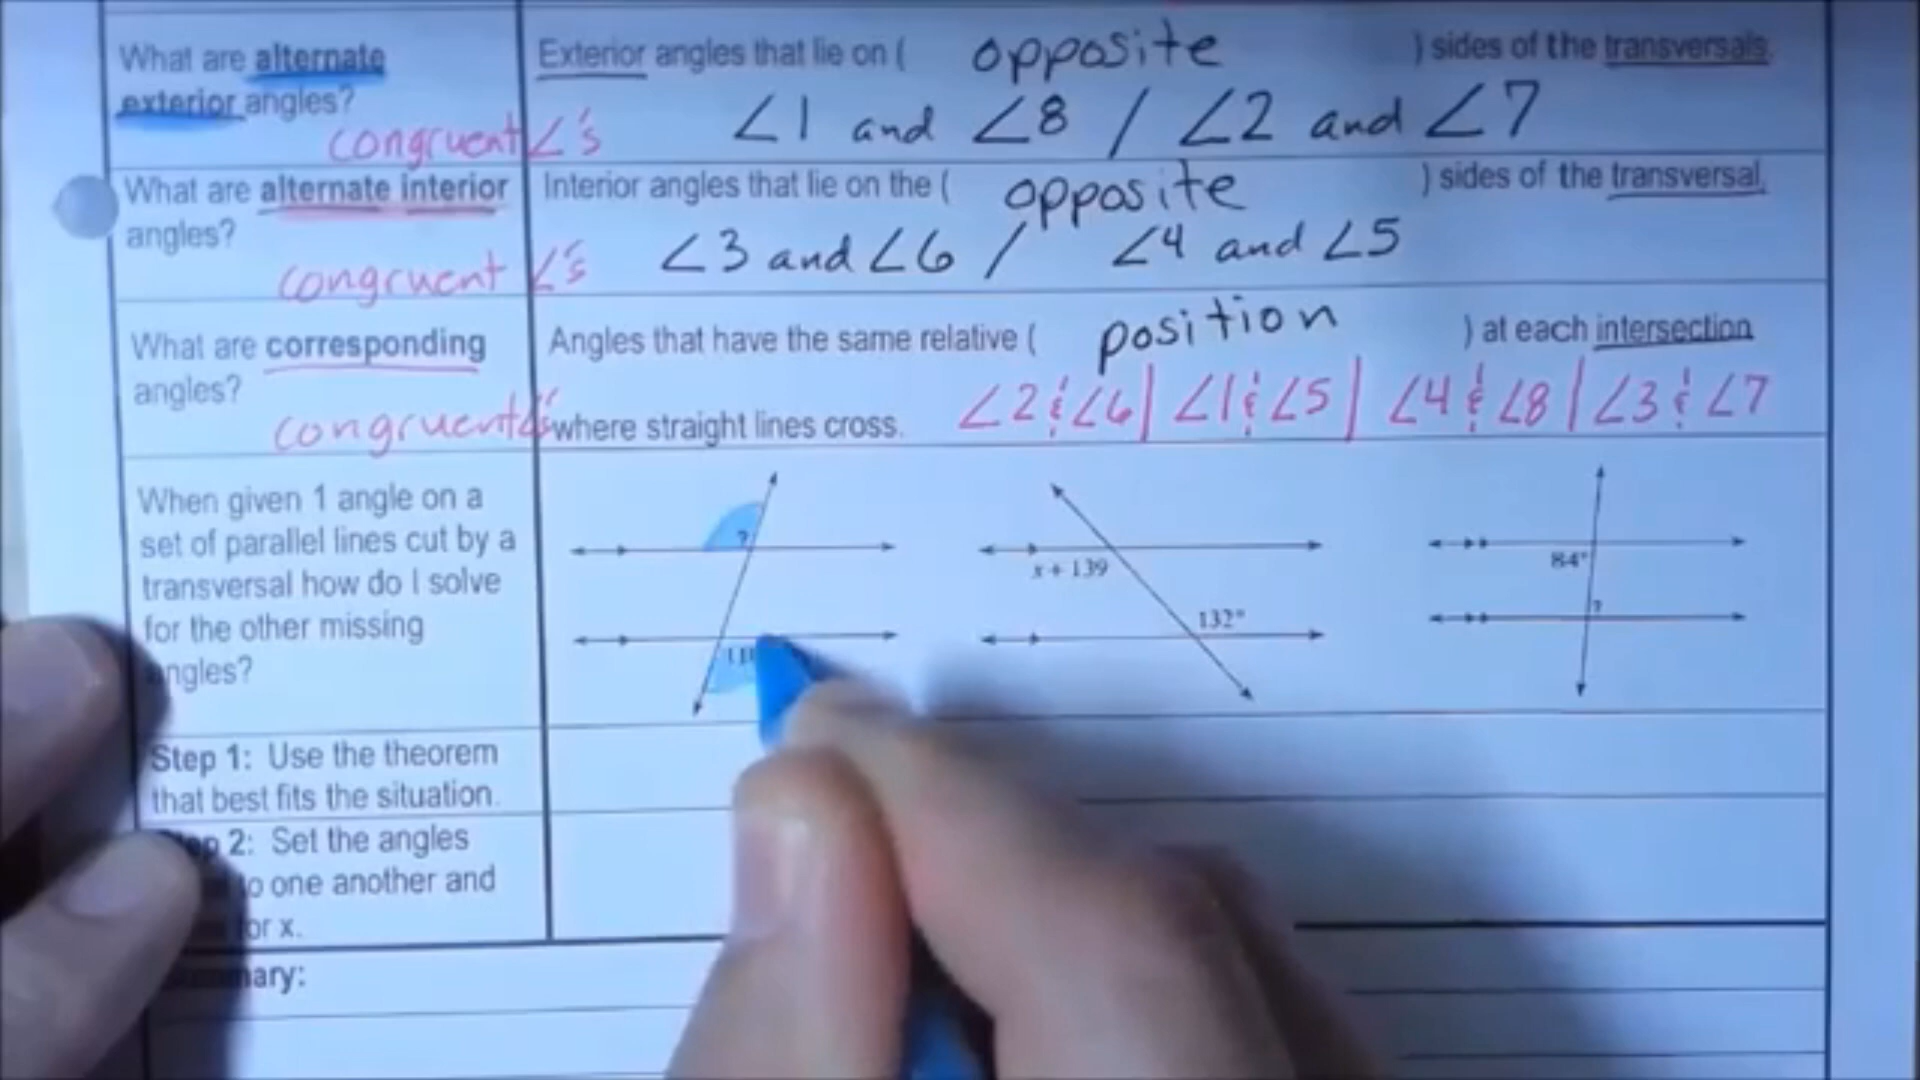 What are alternate
exterior angles?
congruent ∠'s
Exterior angles that lie on ( opposite ) sides of the transversals.
∠1 and ∠8 / ∠2 and ∠7
What are alternate interior
angles?
congruent ∠'s
Interior angles that lie on the ( opposite ) sides of the transversal.
∠3 and ∠6 / ∠4 and ∠5
What are corresponding
angles?
congruent ∠'s
Angles that have the same relative ( position ) at each intersection
where straight lines cross.
∠2 & ∠6 | ∠1 & ∠5 | ∠4 & ∠8 | ∠3 & ∠7
When given 1 angle on a
set of parallel lines cut by a
transversal how do I solve
for the other missing
ngles?
?
x + 139
132°
84°
?
Step 1: Use the theorem
that best fits the situation.
2: Set the angles
o one another and
or x.
mary: